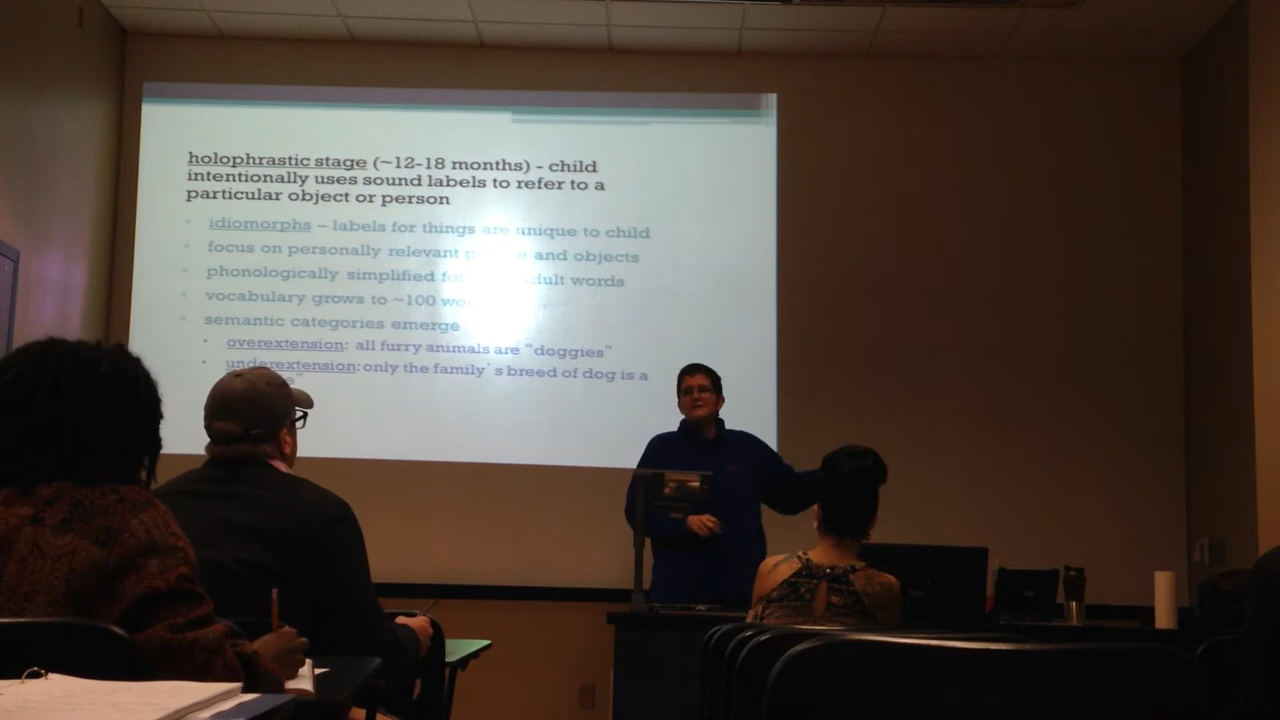 holophrastic stage (~12-18 months) - child
intentionally uses sound labels to refer to a
particular object or person
idiomorphs – labels for things are unique to child
focus on personally relevant and objects
phonologically simplified adult words
vocabulary grows to ~100
semantic categories emerge
overextension: all furry animals are "doggies"
underextension: only the family's breed of dog is a